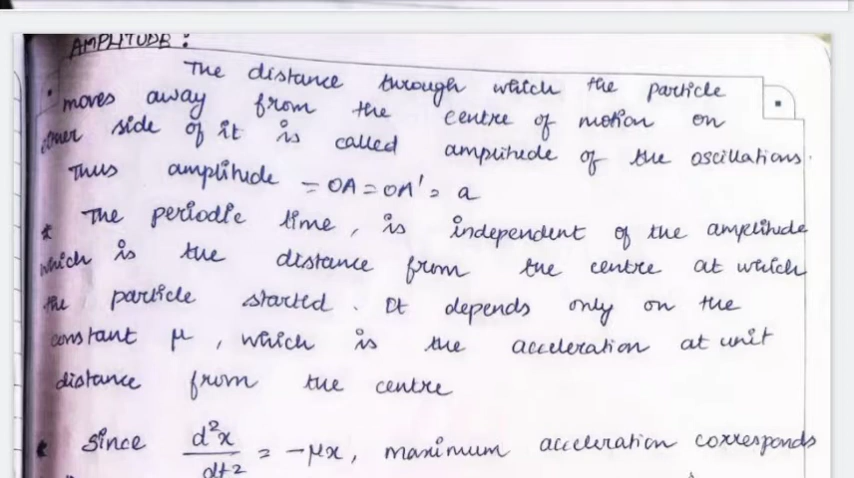 AMPLITUDE :
The distance through which the particle
moves away from the centre of motion on
either side of it is called amplitude of the oscillations.
Thus amplitude = OA = OA' = a
* The periodic time, is independent of the amplitude
which is the distance from the centre at which
the particle started. It depends only on the
constant μ, which is the acceleration at unit
distance from the centre
* Since d²x/dt² = -μx, maximum acceleration corresponds